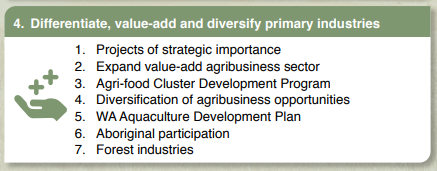 4. Differentiate, value-add and diversify primary industries
1. Projects of strategic importance
2. Expand value-add agribusiness sector
3. Agri-food Cluster Development Program
4. Diversification of agribusiness opportunities
5. WA Aquaculture Development Plan
6. Aboriginal participation
7. Forest industries